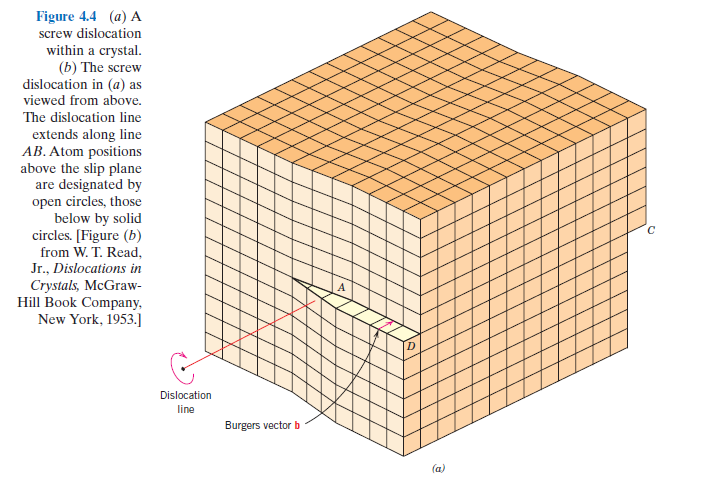 Figure 4.4 (a) A
screw dislocation
within a crystal.
(b) The screw
dislocation in (a) as
viewed from above.
The dislocation line
extends along line
AB. Atom positions
above the slip plane
are designated by
open circles, those
below by solid
circles. [Figure (b)
from W. T. Read,
Jr., Dislocations in
Crystals, McGraw-
Hill Book Company,
New York, 1953.]
C
A
D
Dislocation
line
Burgers vector b
(a)